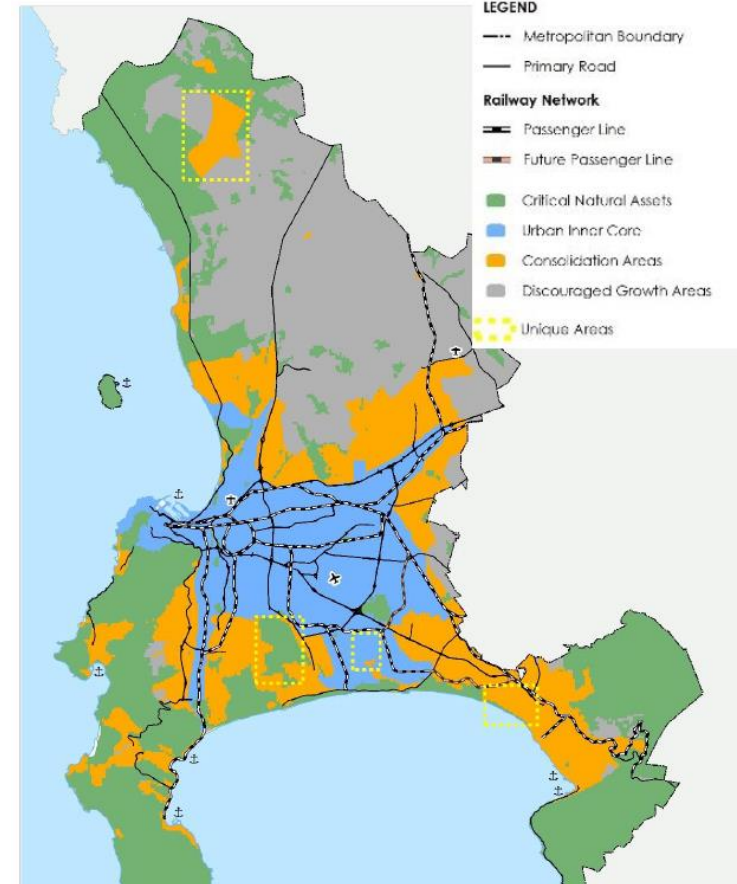 LEGEND
Metropolitan Boundary
Primary Road
Railway Network
Passenger Line
Future Passenger Line
Critical Natural Assets
Urban Inner Core
Consolidation Areas
Discouraged Growth Areas
Unique Areas